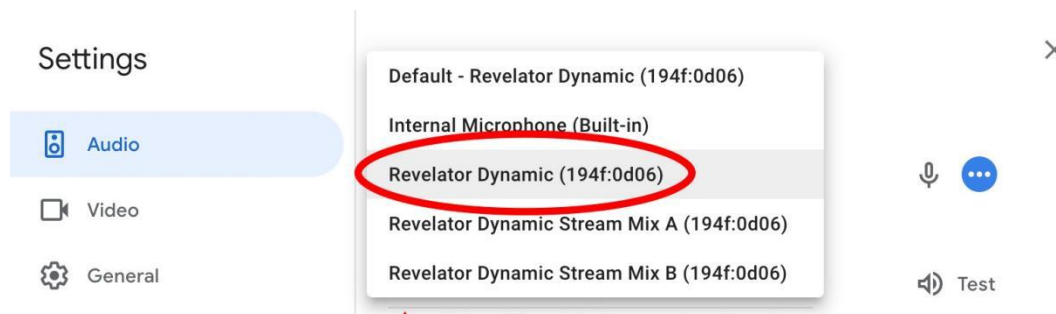 Settings
Audio
Video
General
Default - Revelator Dynamic (194f:0d06)
Internal Microphone (Built-in)
Revelator Dynamic (194f:0d06)
Revelator Dynamic Stream Mix A (194f:0d06)
Revelator Dynamic Stream Mix B (194f:0d06)
Test